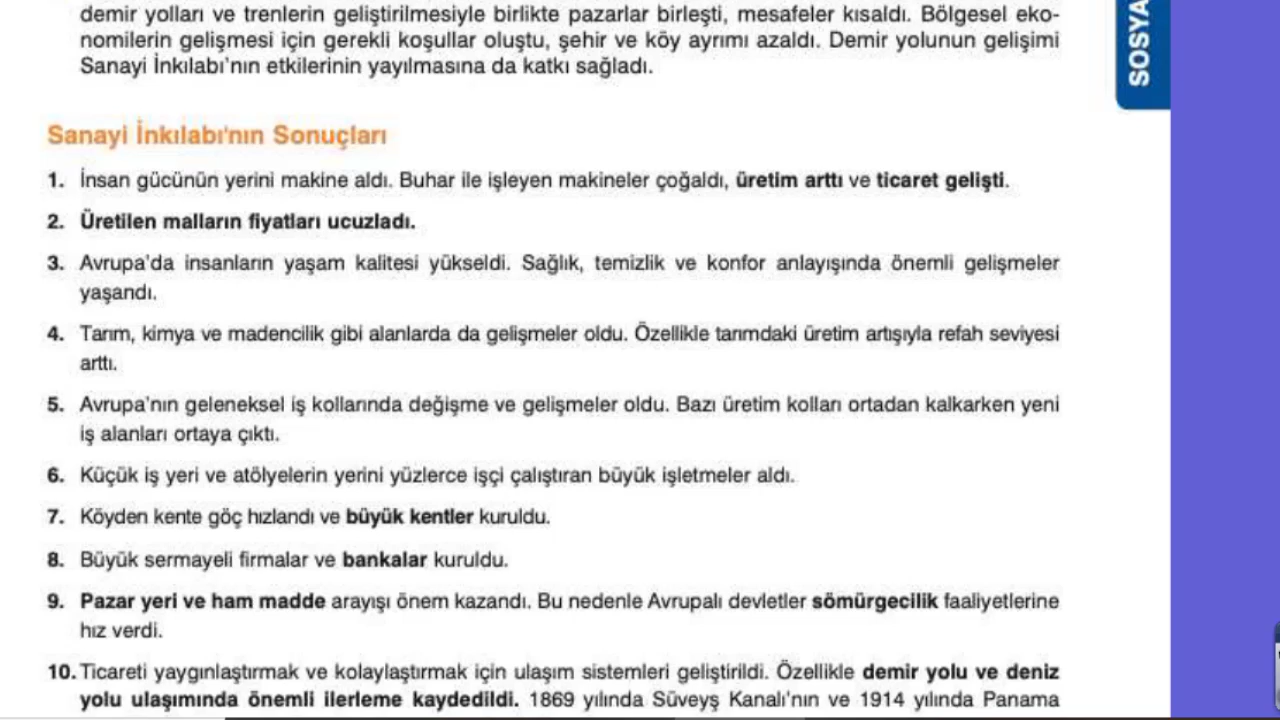 demir yolları ve trenlerin geliştirilmesiyle birlikte pazarlar birleşti, mesafeler kısaldı. Bölgesel eko-
nomilerin gelişmesi için gerekli koşullar oluştu, şehir ve köy ayrımı azaldı. Demir yolunun gelişimi
Sanayi İnkılabı'nın etkilerinin yayılmasına da katkı sağladı.
SOSYA
Sanayi İnkılabı'nın Sonuçları
1. İnsan gücünün yerini makine aldı. Buhar ile işleyen makineler çoğaldı, üretim arttı ve ticaret gelişti.
2. Üretilen malların fiyatları ucuzladı.
3. Avrupa'da insanların yaşam kalitesi yükseldi. Sağlık, temizlik ve konfor anlayışında önemli gelişmeler
yaşandı.
4. Tarım, kimya ve madencilik gibi alanlarda da gelişmeler oldu. Özellikle tarımdaki üretim artışıyla refah seviyesi
arttı.
5. Avrupa'nın geleneksel iş kollarında değişme ve gelişmeler oldu. Bazı üretim kolları ortadan kalkarken yeni
iş alanları ortaya çıktı.
6. Küçük iş yeri ve atölyelerin yerini yüzlerce işçi çalıştıran büyük işletmeler aldı.
7. Köyden kente göç hızlandı ve büyük kentler kuruldu.
8. Büyük sermayeli firmalar ve bankalar kuruldu.
9. Pazar yeri ve ham madde arayışı önem kazandı. Bu nedenle Avrupalı devletler sömürgecilik faaliyetlerine
hız verdi.
10. Ticareti yaygınlaştırmak ve kolaylaştırmak için ulaşım sistemleri geliştirildi. Özellikle demir yolu ve deniz
yolu ulaşımında önemli ilerleme kaydedildi. 1869 yılında Süveyş Kanalı'nın ve 1914 yılında Panama